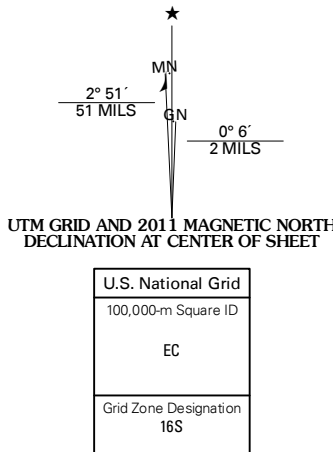 ★
MN
2° 51´
51 MILS
GN
0° 6´
2 MILS
UTM GRID AND 2011 MAGNETIC NORTH
DECLINATION AT CENTER OF SHEET
U.S. National Grid
100,000-m Square ID
EC
Grid Zone Designation
16S